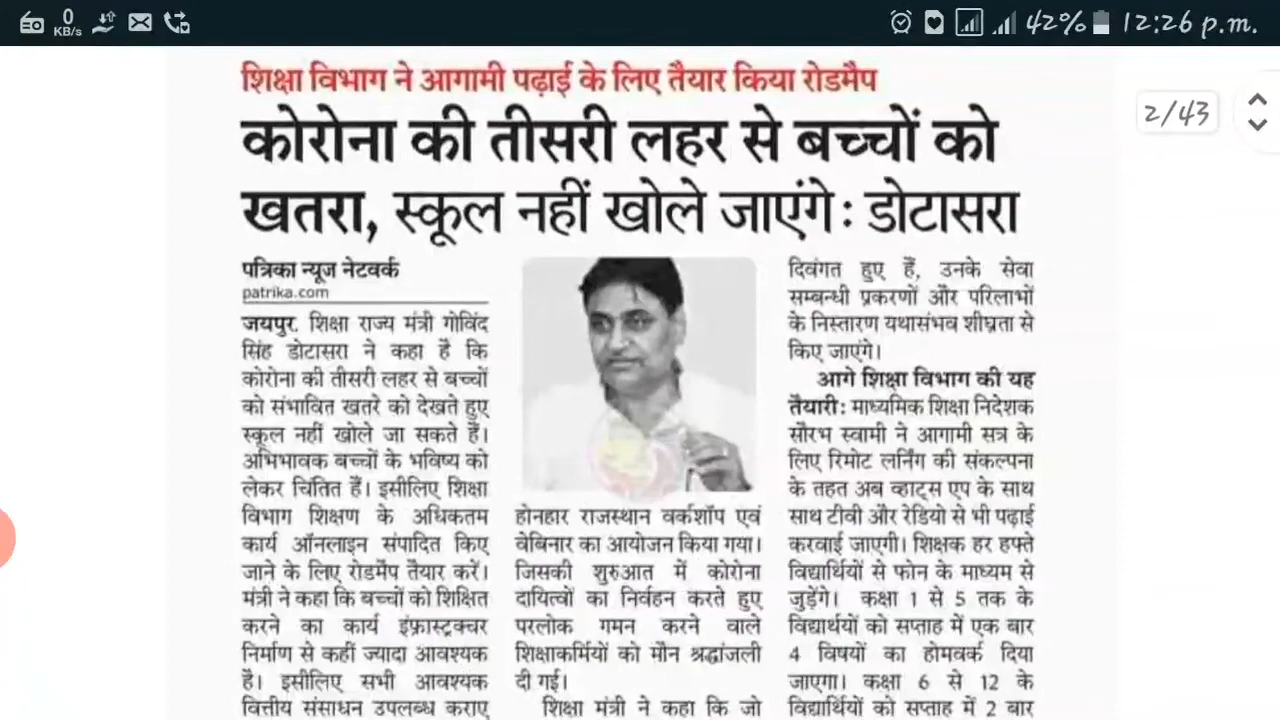 0
KB/s
42%
12:26 p.m.
2/43
शिक्षा विभाग ने आगामी पढ़ाई के लिए तैयार किया रोडमैप
कोरोना की तीसरी लहर से बच्चों को
खतरा, स्कूल नहीं खोले जाएंगे: डोटासरा
पत्रिका न्यूज नेटवर्क
patrika.com
जयपुर. शिक्षा राज्य मंत्री गोविंद
सिंह डोटासरा ने कहा है कि
कोरोना की तीसरी लहर से बच्चों
को संभावित खतरे को देखते हुए
स्कूल नहीं खोले जा सकते हैं।
अभिभावक बच्चों के भविष्य को
लेकर चिंतित हैं। इसीलिए शिक्षा
विभाग शिक्षण के अधिकतम
कार्य ऑनलाइन संपादित किए
जाने के लिए रोडमैप तैयार करें।
मंत्री ने कहा कि बच्चों को शिक्षित
करने का कार्य इंफ्रास्ट्रक्चर
निर्माण से कहीं ज्यादा आवश्यक
है। इसीलिए सभी आवश्यक
वित्तीय संसाधन उपलब्ध कराए
होनहार राजस्थान वर्कशॉप एवं
वेबिनार का आयोजन किया गया।
जिसकी शुरुआत में कोरोना
दायित्वों का निर्वहन करते हुए
परलोक गमन करने वाले
शिक्षाकर्मियों को मौन श्रद्धांजली
दी गई।
शिक्षा मंत्री ने कहा कि जो
दिवंगत हुए हैं, उनके सेवा
सम्बन्धी प्रकरणों और परिलाभों
के निस्तारण यथासंभव शीघ्रता से
किए जाएंगे।
आगे शिक्षा विभाग की यह
तैयारी: माध्यमिक शिक्षा निदेशक
सौरभ स्वामी ने आगामी सत्र के
लिए रिमोट लर्निंग की संकल्पना
के तहत अब व्हाट्स एप के साथ
साथ टीवी और रेडियो से भी पढ़ाई
करवाई जाएगी। शिक्षक हर हफ्ते
विद्यार्थियों से फोन के माध्यम से
जुड़ेंगे। कक्षा 1 से 5 तक के
विद्यार्थयों को सप्ताह में एक बार
4 विषयों का होमवर्क दिया
जाएगा। कक्षा 6 से 12 के
विद्यार्थियों को सप्ताह में 2 बार